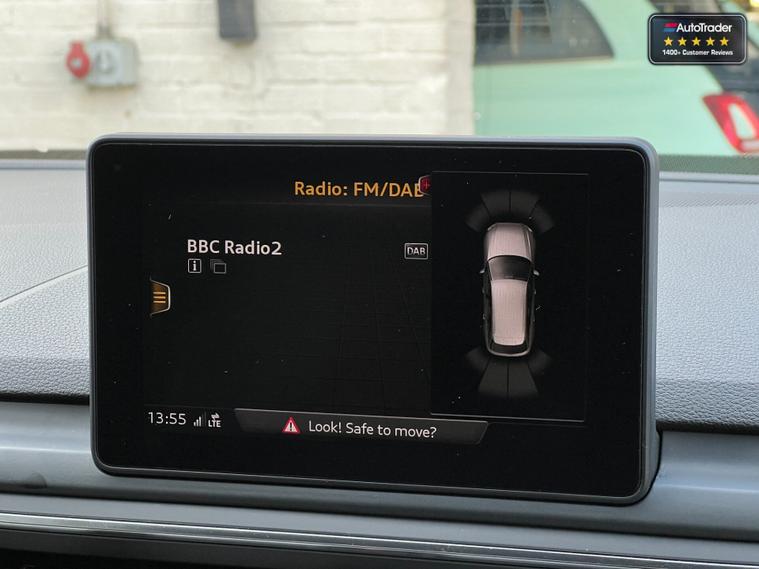 AutoTrader
1400+ Customer Reviews
Radio: FM/DAB
BBC Radio2
DAB
13:55 LTE
Look! Safe to move?